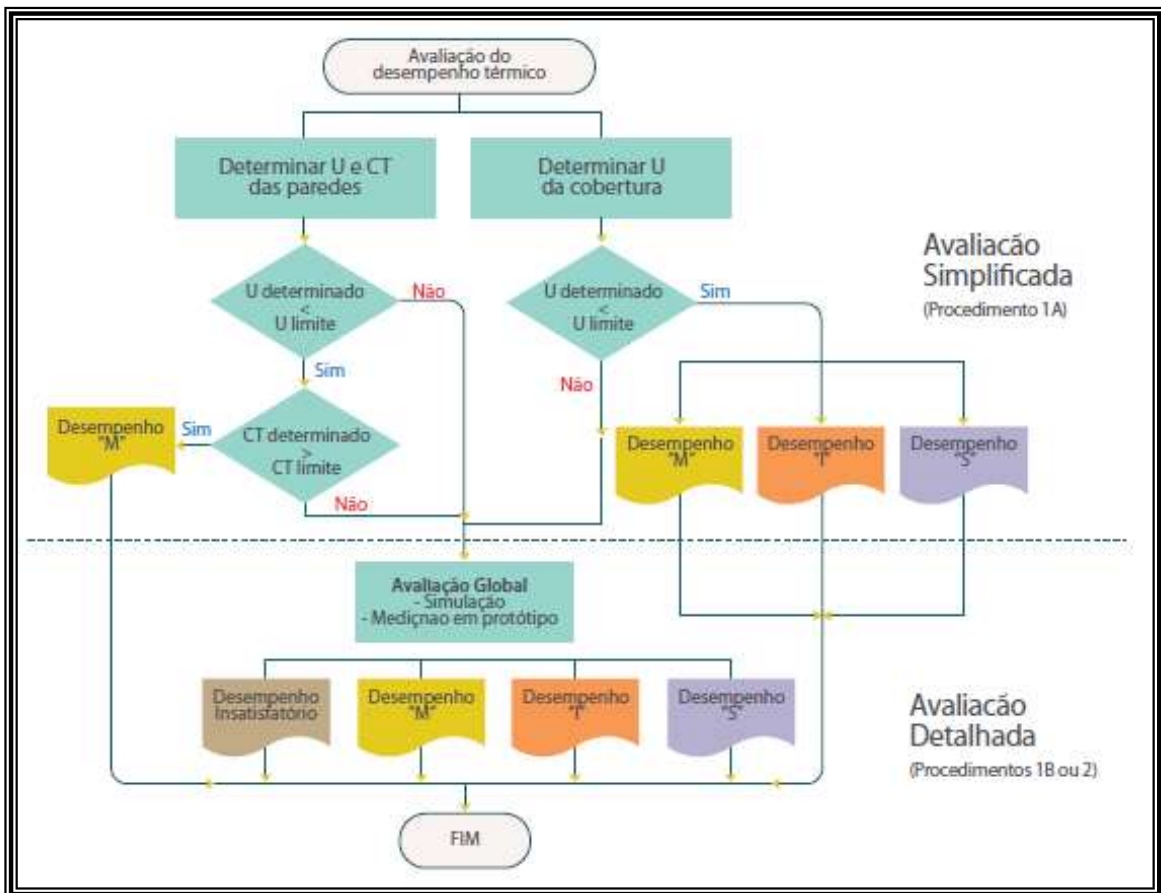 Avaliação do
desempenho térmico
Determinar U e CT
das paredes
Determinar U
da cobertura
Avaliacão
Simplificada
(Procedimento 1A)
U determinado
<
U limite
Não
U determinado
<
U limite
Sim
Sim
Não
Desempenho
"M"
Sim
CT determinado
>
CT limite
Não
Desempenho
"M"
Desempenho
"I"
Desempenho
"S"
Avaliação Global
- Simulação
- Mediçnao em protótipo
Desempenho
Insatisfatório
Desempenho
"M"
Desempenho
"I"
Desempenho
"S"
Avaliacão
Detalhada
(Procedimentos 1B ou 2)
FIM